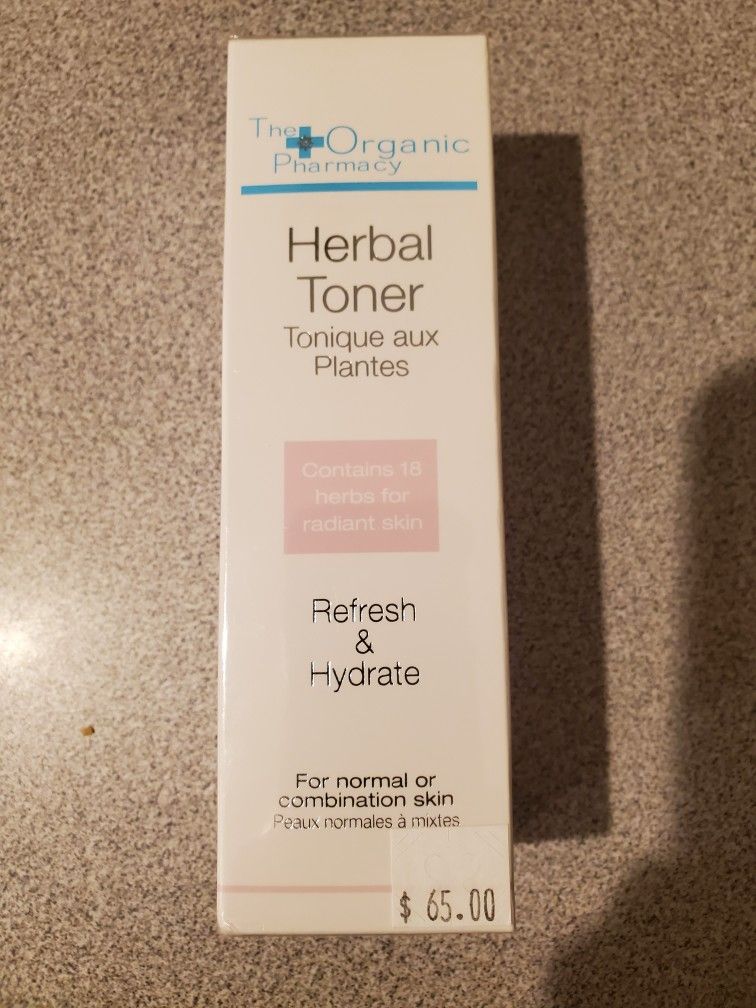 The Organic
Pharmacy
Herbal
Toner
Tonique aux
Plantes
Contains 18
herbs for
radiant skin
Refresh
&
Hydrate
For normal or
combination skin
Peaux normales à mixtes
$ 65.00